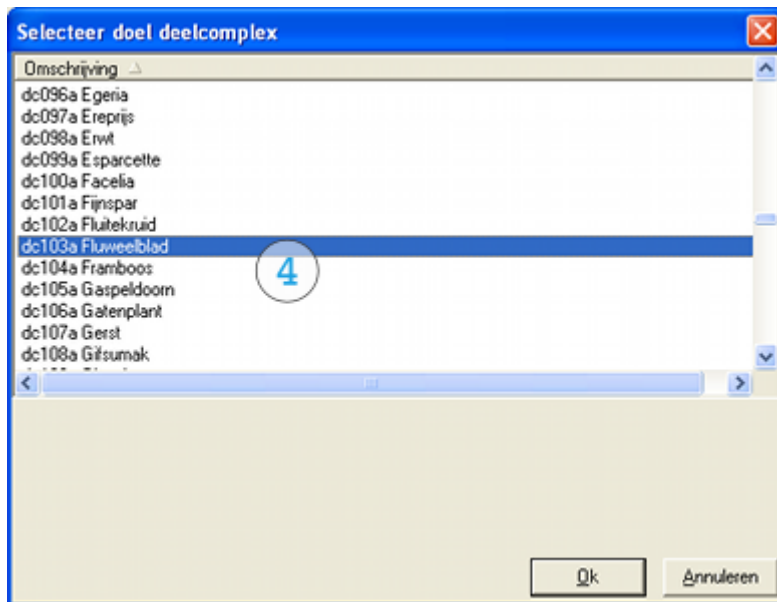 Selecteer doel deelcomplex
Omschrijving
dc096a Egeria
dc097a Ereprijs
dc098a Erwt
dc099a Esparcette
dc100a Facelia
dc101a Fijnspar
dc102a Fluitekruid
dc103a Fluweelblad
dc104a Framboos
dc105a Gaspeldoorn
dc106a Gatenplant
dc107a Gerst
dc108a Gifsumak
4
Ok
Annuleren